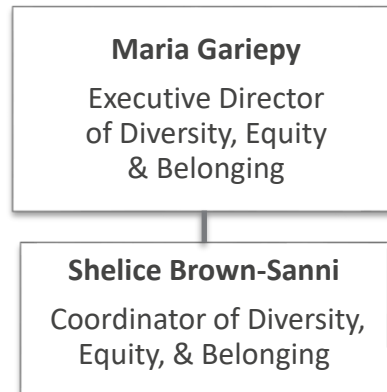 Maria Gariepy
Executive Director
of Diversity, Equity
& Belonging
Shelice Brown-Sanni
Coordinator of Diversity,
Equity, & Belonging